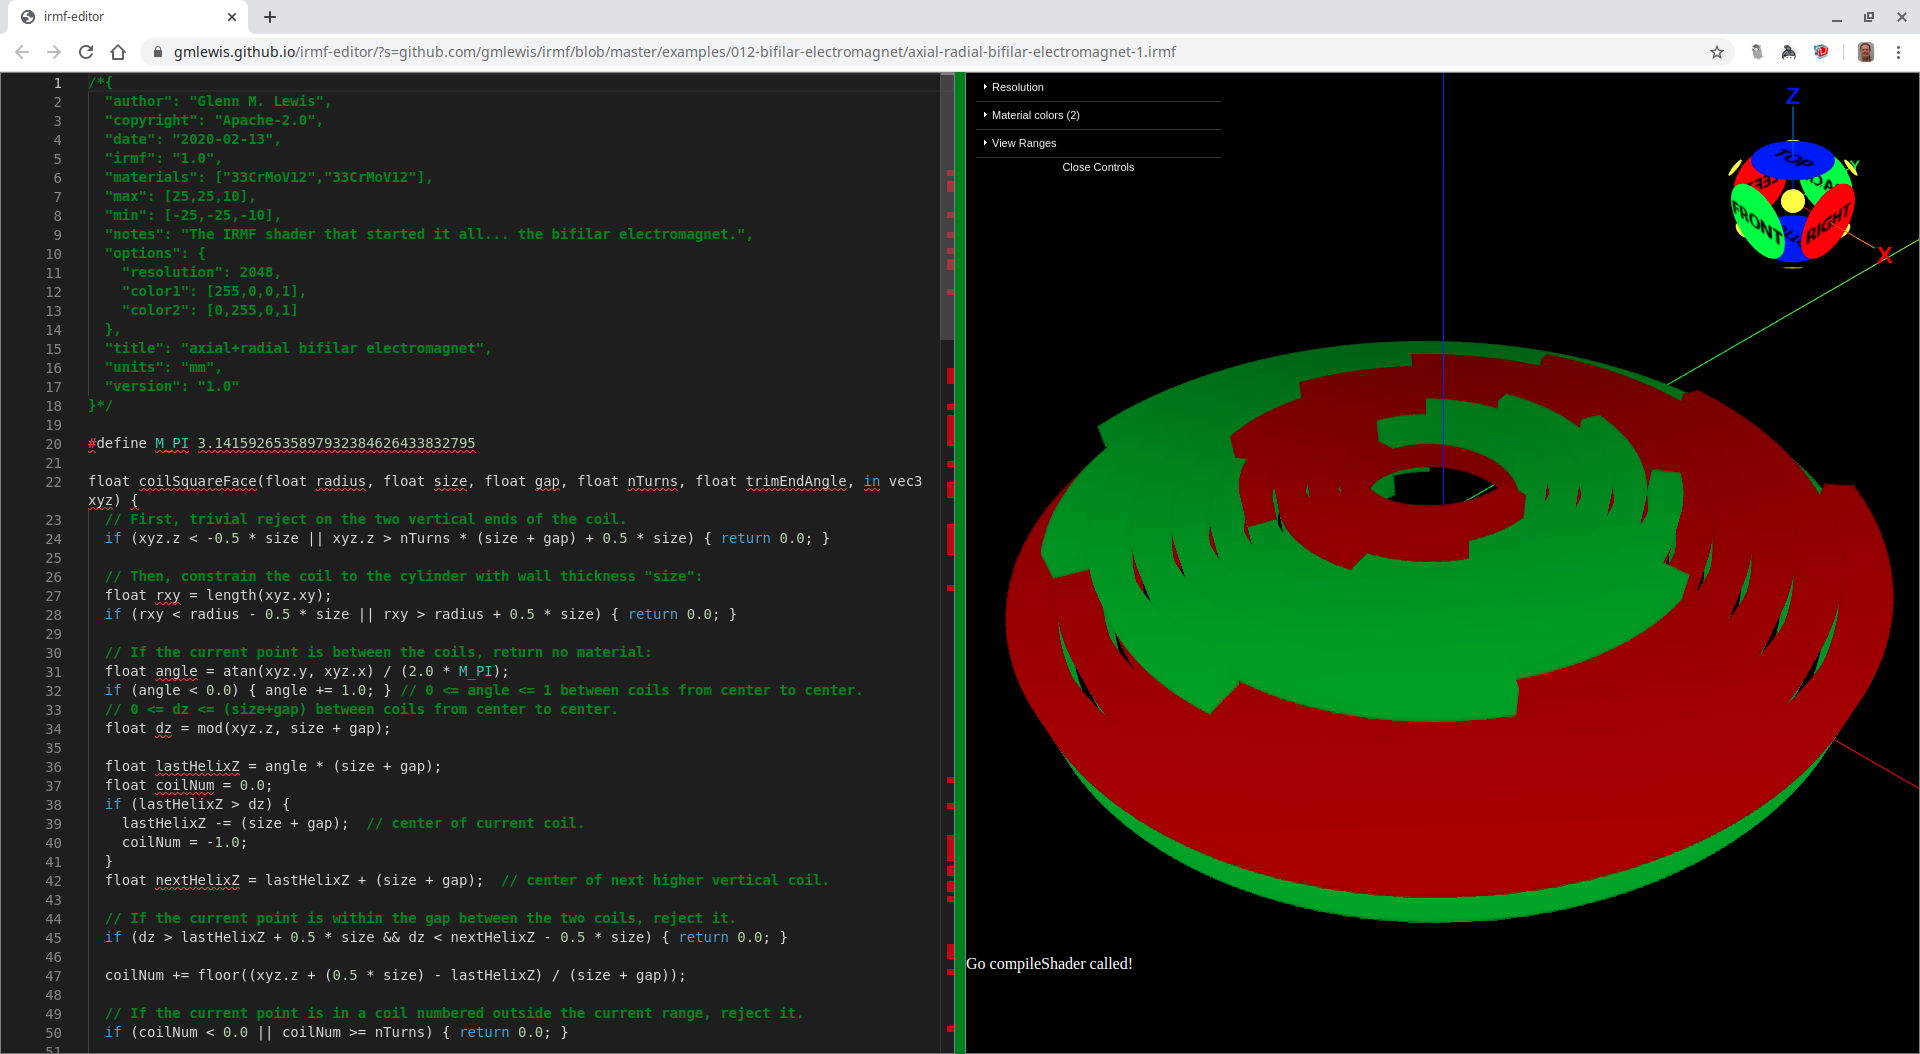 irmf-editor
gmlewis.github.io/irmf-editor/?s=github.com/gmlewis/irmf/blob/master/examples/012-bifilar-electromagnet/axial-radial-bifilar-electromagnet-1.irmf
1 /*{
2 "author": "Glenn M. Lewis",
3 "copyright": "Apache-2.0",
4 "date": "2020-02-13",
5 "irmf": "1.0",
6 "materials": ["33CrMoV12","33CrMoV12"],
7 "max": [25,25,10],
8 "min": [-25,-25,-10],
9 "notes": "The IRMF shader that started it all... the bifilar electromagnet.",
10 "options": {
11 "resolution": 2048,
12 "color1": [255,0,0,1],
13 "color2": [0,255,0,1]
14 },
15 "title": "axial+radial bifilar electromagnet",
16 "units": "mm",
17 "version": "1.0"
18 }*/
19
20 #define M_PI 3.1415926535897932384626433832795
21
22 float coilSquareFace(float radius, float size, float gap, float nTurns, float trimEndAngle, in vec3
xyz) {
23 // First, trivial reject on the two vertical ends of the coil.
24 if (xyz.z < -0.5 * size || xyz.z > nTurns * (size + gap) + 0.5 * size) { return 0.0; }
25
26 // Then, constrain the coil to the cylinder with wall thickness "size":
27 float rxy = length(xyz.xy);
28 if (rxy < radius - 0.5 * size || rxy > radius + 0.5 * size) { return 0.0; }
29
30 // If the current point is between the coils, return no material:
31 float angle = atan(xyz.y, xyz.x) / (2.0 * M_PI);
32 if (angle < 0.0) { angle += 1.0; } // 0 <= angle <= 1 between coils from center to center.
33 // 0 <= dz <= (size+gap) between coils from center to center.
34 float dz = mod(xyz.z, size + gap);
35
36 float lastHelixZ = angle * (size + gap);
37 float coilNum = 0.0;
38 if (lastHelixZ > dz) {
39 lastHelixZ -= (size + gap); // center of current coil.
40 coilNum = -1.0;
41 }
42 float nextHelixZ = lastHelixZ + (size + gap); // center of next higher vertical coil.
43
44 // If the current point is within the gap between the two coils, reject it.
45 if (dz > lastHelixZ + 0.5 * size && dz < nextHelixZ - 0.5 * size) { return 0.0; }
46
47 coilNum += floor((xyz.z + (0.5 * size) - lastHelixZ) / (size + gap));
48
49 // If the current point is in a coil numbered outside the current range, reject it.
50 if (coilNum < 0.0 || coilNum >= nTurns) { return 0.0; }
51
Resolution
Material colors (2)
View Ranges
Close Controls
Z
TOP
Y
FRONT
RIGHT
X
Go compileShader called!